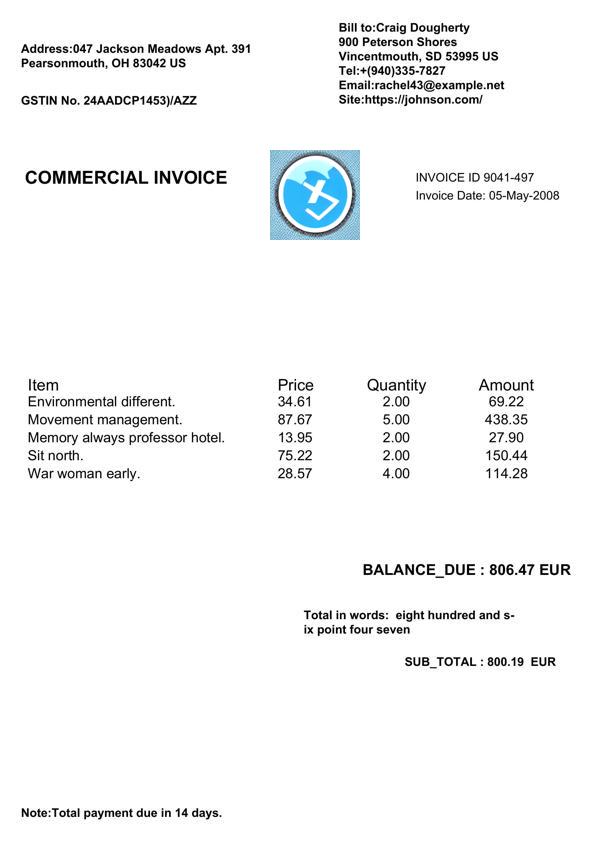 Address:047 Jackson Meadows Apt. 391
Pearsonmouth, OH 83042 US
GSTIN No. 24AADCP1453)/AZZ
Bill to:Craig Dougherty
900 Peterson Shores
Vincentmouth, SD 53995 US
Tel:+(940)335-7827
Email:rachel43@example.net
Site:https://johnson.com/
COMMERCIAL INVOICE
INVOICE ID 9041-497
Invoice Date: 05-May-2008
Item Price Quantity Amount
Environmental different. 34.61 2.00 69.22
Movement management. 87.67 5.00 438.35
Memory always professor hotel. 13.95 2.00 27.90
Sit north. 75.22 2.00 150.44
War woman early. 28.57 4.00 114.28
BALANCE_DUE : 806.47 EUR
Total in words:  eight hundred and s-
ix point four seven
SUB_TOTAL : 800.19  EUR
Note:Total payment due in 14 days.